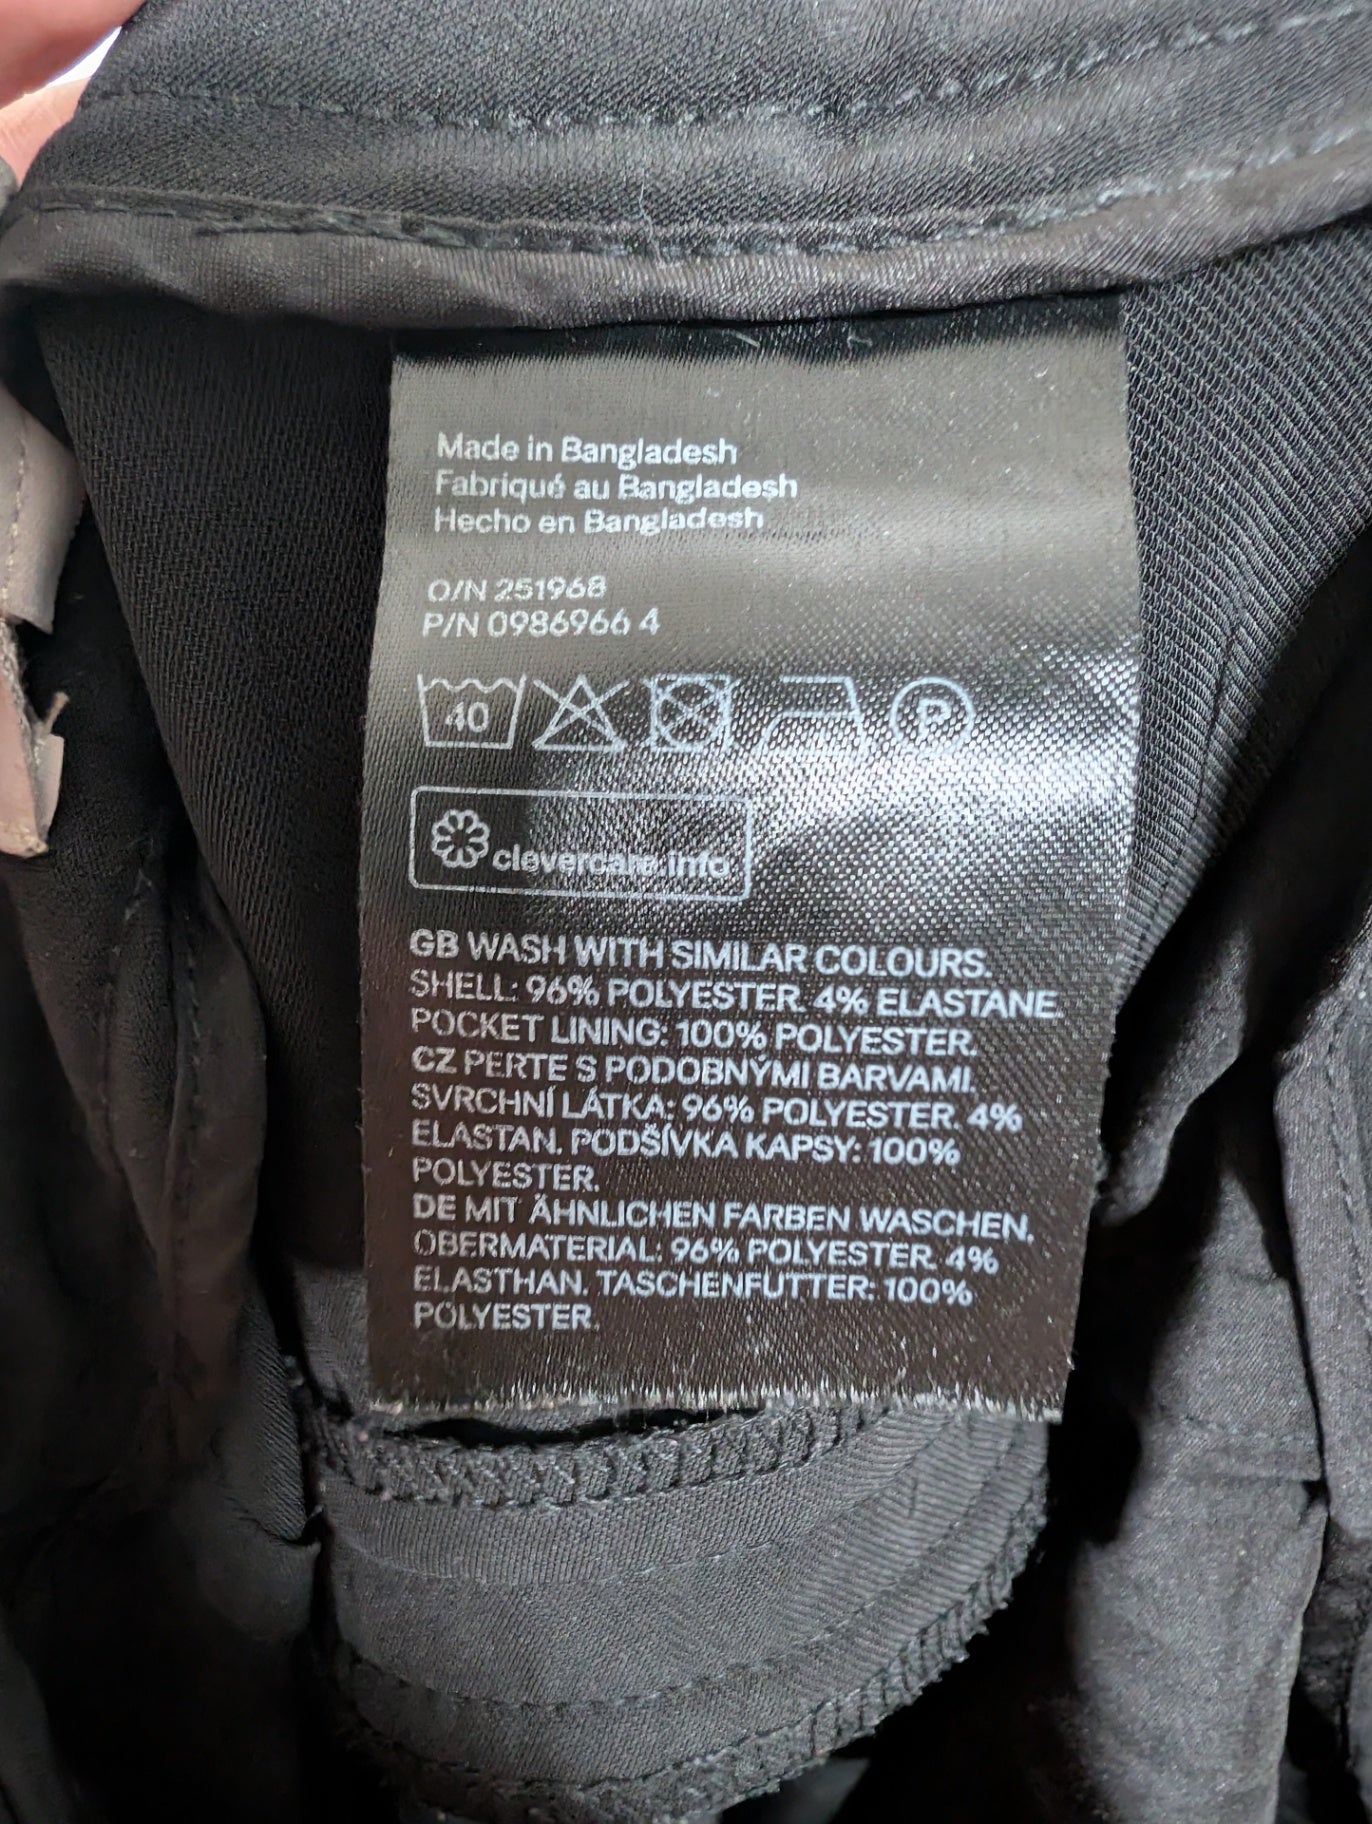 Made in Bangladesh
Fabriqué au Bangladesh
Hecho en Bangladesh
O/N 251968
P/N 0986966 4
40 P
clevercare.info
GB WASH WITH SIMILAR COLOURS.
SHELL: 96% POLYESTER. 4% ELASTANE.
POCKET LINING: 100% POLYESTER.
CZ PERTE S PODOBNÝMI BARVAMI.
SVRCHNÍ LÁTKA: 96% POLYESTER. 4%
ELASTAN. PODŠÍVKA KAPSY: 100%
POLYESTER.
DE MIT ÄHNLICHEN FARBEN WASCHEN.
OBERMATERIAL: 96% POLYESTER. 4%
ELASTHAN. TASCHENFUTTER: 100%
POLYESTER.